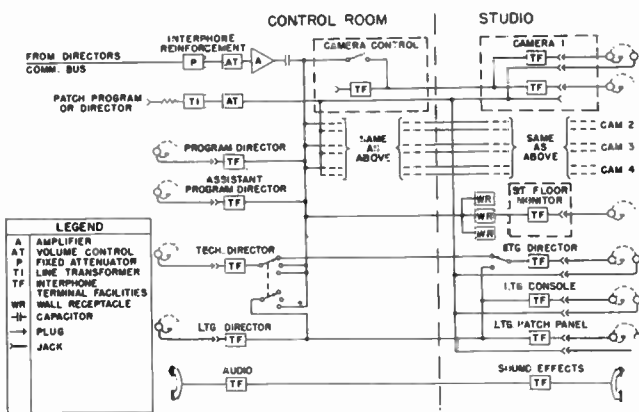 CONTROL ROOM
STUDIO
INTERPHONE
REINFORCEMENT
CAMERA CONTROL
CAMERA 1
FROM DIRECTORS
COMM. BUS
P
AT
A
TF
TF
TF
PATCH PROGRAM
OR DIRECTOR
TI
AT
SAME
AS
ABOVE
SAME
AS
ABOVE
CAM 2
CAM 3
CAM 4
PROGRAM DIRECTOR
TF
ASSISTANT
PROGRAM DIRECTOR
TF
WR
WR
WR
FLOOR
MONITOR
TF
LEGEND
A AMPLIFIER
AT VOLUME CONTROL
P FIXED ATTENUATOR
TI LINE TRANSFORMER
TF INTERPHONE
TERMINAL FACILITIES
WR WALL RECEPTACLE
CAPACITOR
PLUG
JACK
TECH. DIRECTOR
TF
DIRECTOR
TF
LTG CONSOLE
TF
LTG DIRECTOR
TF
LTG PATCH PANEL
TF
AUDIO
TF
SOUND EFFECTS
TF